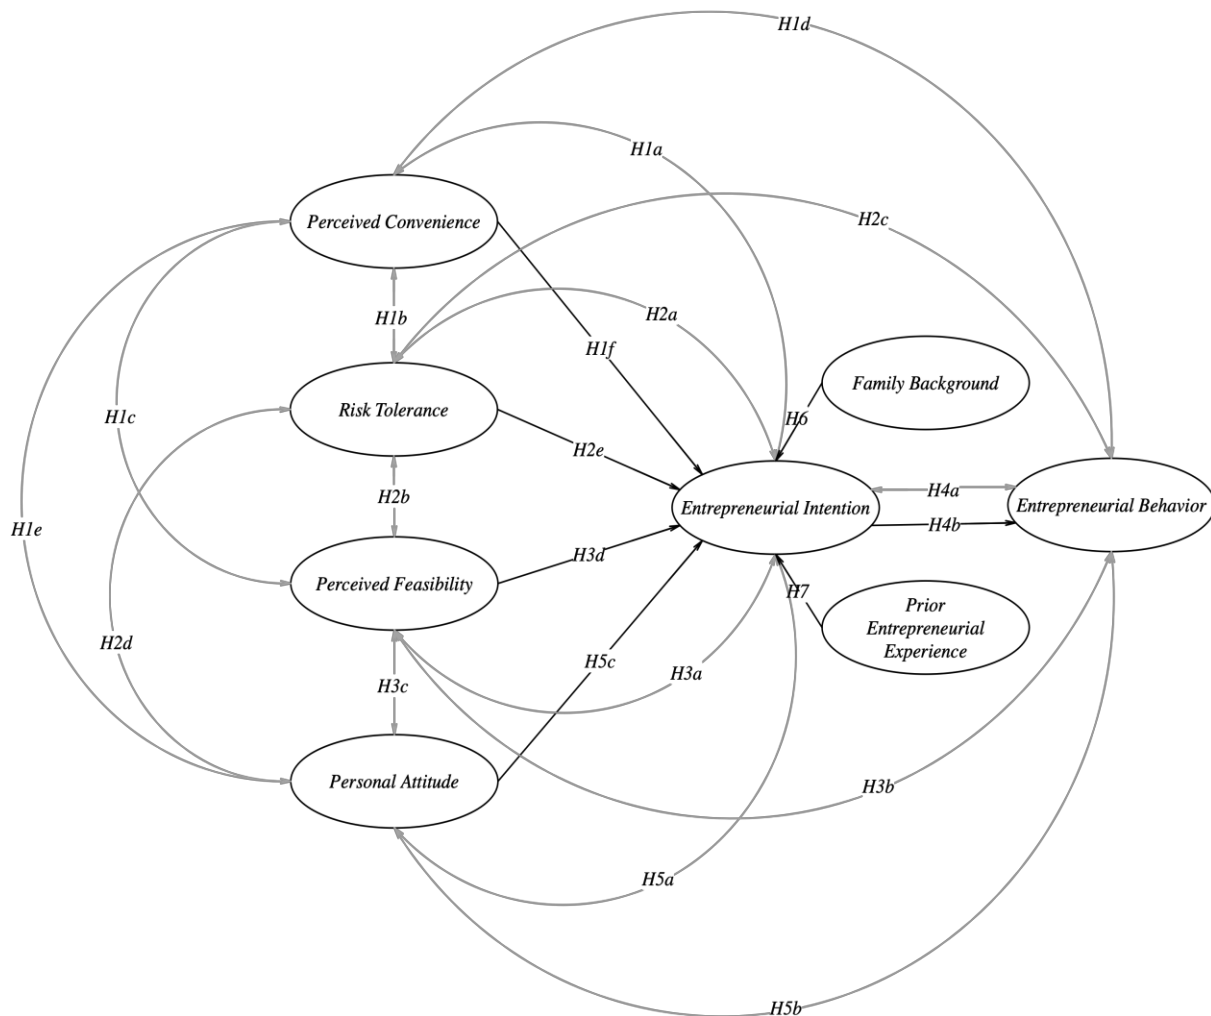 H1d
H1a
Perceived Convenience
H2c
H1b
H2a
H1f
Family Background
Risk Tolerance
H1c
H6
H2e
H2b
H4a
Entrepreneurial Intention
Entrepreneurial Behavior
H4b
H1e
H3d
Perceived Feasibility
H7
Prior
Entrepreneurial
Experience
H2d
H5c
H3a
H3c
Personal Attitude
H3b
H5a
H5b